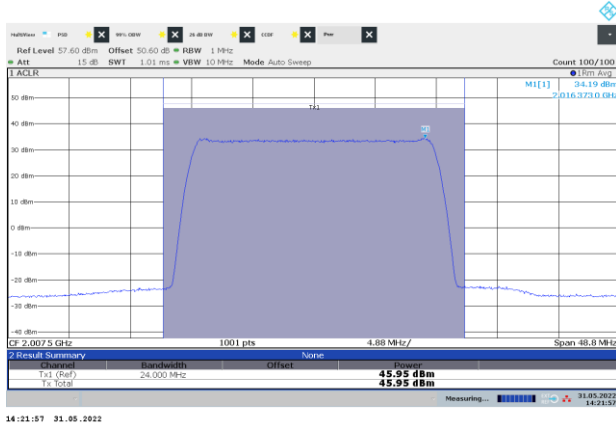 MultiView PSD X 99% OBW X 26 dB BW X CCDF X Pwr X
Ref Level 57.60 dBm Offset 50.60 dB RBW 1 MHz
Att 15 dB SWT 1.01 ms VBW 10 MHz Mode Auto Sweep Count 100/100
1 ACLR 1Rm Avg
M1[1] 34.19 dBm
2.0163730 GHz
Tx1
50 dBm
40 dBm
M1
30 dBm
20 dBm
10 dBm
0 dBm
-10 dBm
-20 dBm
-30 dBm
-40 dBm
CF 2.0075 GHz 1001 pts 4.88 MHz/ Span 48.8 MHz
2 Result Summary None
Channel Bandwidth Offset Power
Tx1 (Ref) 24.000 MHz 45.95 dBm
Tx Total 45.95 dBm
Measuring... 31.05.2022
14:21:57
14:21:57 31.05.2022